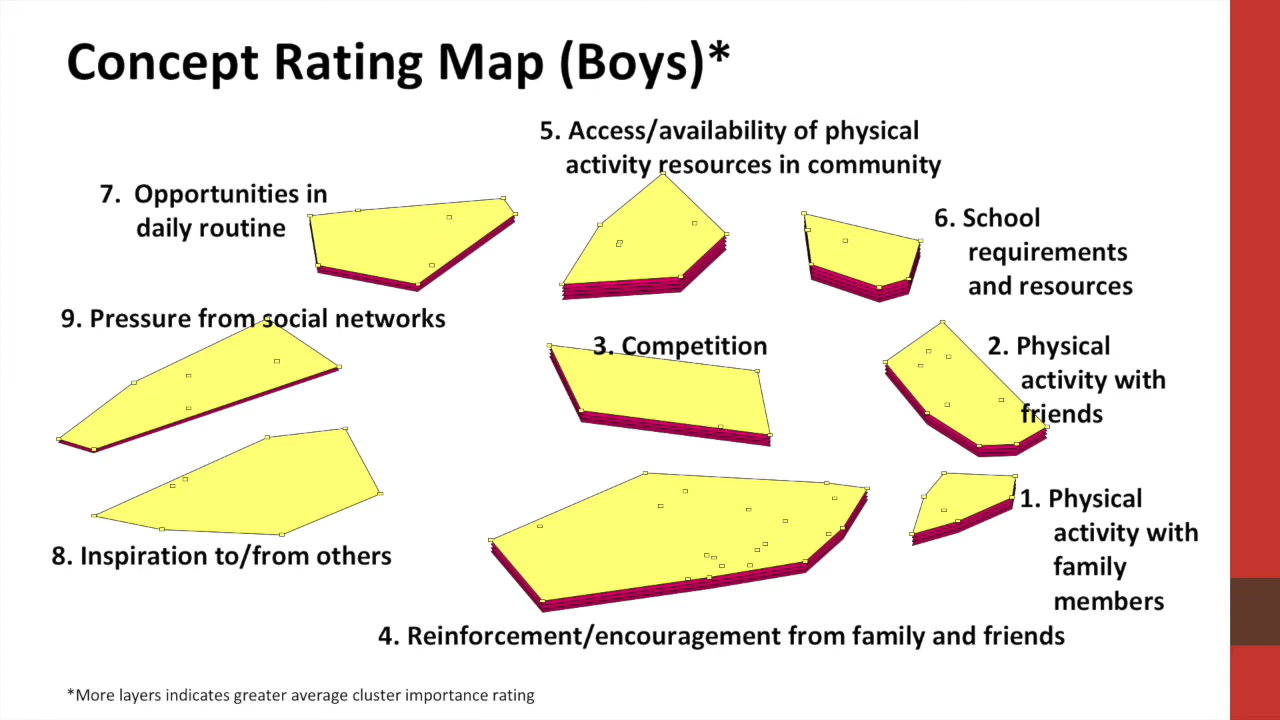 Concept Rating Map (Boys)*
5. Access/availability of physical
activity resources in community
7. Opportunities in
daily routine
6. School
requirements
and resources
9. Pressure from social networks
3. Competition
2. Physical
activity with
friends
1. Physical
activity with
family
members
8. Inspiration to/from others
4. Reinforcement/encouragement from family and friends
*More layers indicates greater average cluster importance rating